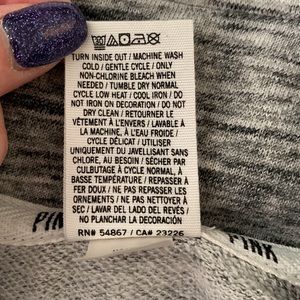 TURN INSIDE OUT / MACHINE WASH
COLD / GENTLE CYCLE / ONLY
NON-CHLORINE BLEACH WHEN
NEEDED / TUMBLE DRY NORMAL
CYCLE LOW HEAT / COOL IRON / DO
NOT IRON ON DECORATION / DO NOT
DRY CLEAN / RETOURNER LE
VÊTEMENT À L'ENVERS / LAVABLE À
LA MACHINE, À L'EAU FROIDE /
CYCLE DÉLICAT / UTILISER
UNIQUEMENT DU JAVELLISANT SANS
CHLORE, AU BESOIN / SÉCHER PAR
CULBUTAGE À CYCLE NORMAL, À
BASSE TEMPÉRATURE / REPASSER À
FER DOUX / NE PAS REPASSER LES
ORNEMENTS / NE PAS NETTOYER À
SEC / LAVAR DEL LADO DEL REVÉS /
NO PLANCHAR LA DECORACIÓN
RN# 54867 / CA# 23226
PINK
PINK